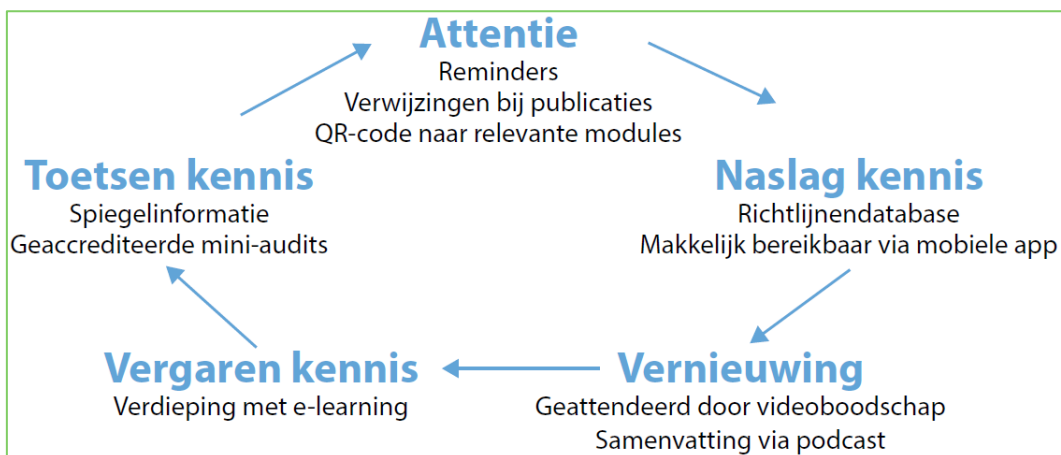 Attentie
Reminders
Verwijzingen bij publicaties
QR-code naar relevante modules
Naslag kennis
Richtlijnendatabase
Makkelijk bereikbaar via mobiele app
Vernieuwing
Geattendeerd door videoboodschap
Samenvatting via podcast
Vergaren kennis
Verdieping met e-learning
Toetsen kennis
Spiegelinformatie
Geaccrediteerde mini-audits